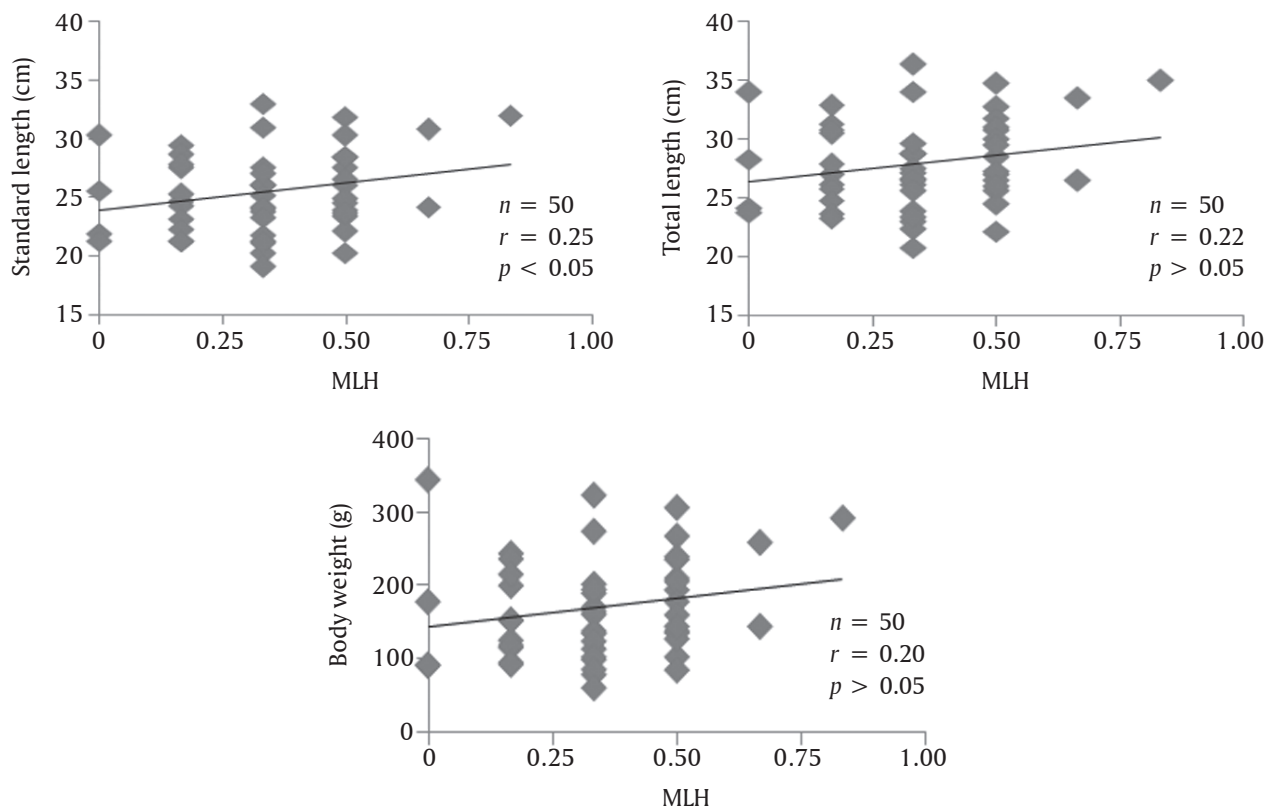 40
35
30
25
20
15
Standard length (cm)
n = 50
r = 0.25
p < 0.05
0 0.25 0.50 0.75 1.00
MLH
40
35
30
25
20
15
Total length (cm)
n = 50
r = 0.22
p > 0.05
0 0.25 0.50 0.75 1.00
MLH
400
300
200
100
0
Body weight (g)
n = 50
r = 0.20
p > 0.05
0 0.25 0.50 0.75 1.00
MLH